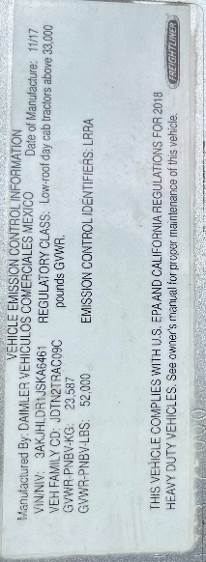 VEHICLE EMISSION CONTROL INFORMATION
Manufactured By: DAIMLER VEHICULOS COMERCIALES MEXICO Date of Manufacture: 11/17
VIN/NIV: 3AKJHLDR1JSKA6461 REGULATORY CLASS: Low-roof day cab tractors above 33,000
pounds GVWR.
VEH FAMILY CD: JDTN2TRAC09C
GVWR-PNBV-KG: 23,587
GVWR-PNBV-LBS: 52,000 EMISSION CONTROL IDENTIFIERS: LRRA
THIS VEHICLE COMPLIES WITH U.S. EPA AND CALIFORNIA REGULATIONS FOR 2018
HEAVY DUTY VEHICLES. See owner's manual for proper maintenance of this vehicle.
FREIGHTLINER